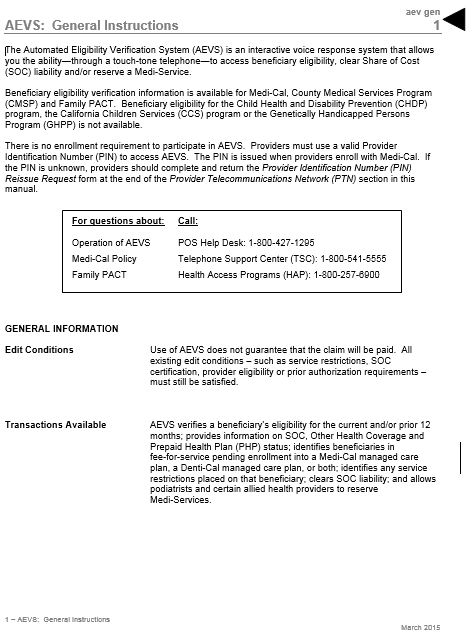 aev gen
AEVS:  General Instructions 1
The Automated Eligibility Verification System (AEVS) is an interactive voice response system that allows
you the ability—through a touch-tone telephone—to access beneficiary eligibility, clear Share of Cost
(SOC) liability and/or reserve a Medi-Service.
Beneficiary eligibility verification information is available for Medi-Cal, County Medical Services Program
(CMSP) and Family PACT.  Beneficiary eligibility for the Child Health and Disability Prevention (CHDP)
program, the California Children Services (CCS) program or the Genetically Handicapped Persons
Program (GHPP) is not available.
There is no enrollment requirement to participate in AEVS.  Providers must use a valid Provider
Identification Number (PIN) to access AEVS.  The PIN is issued when providers enroll with Medi-Cal.  If
the PIN is unknown, providers should complete and return the Provider Identification Number (PIN)
Reissue Request form at the end of the Provider Telecommunications Network (PTN) section in this
manual.
For questions about: Call:
Operation of AEVS POS Help Desk: 1-800-427-1295
Medi-Cal Policy Telephone Support Center (TSC): 1-800-541-5555
Family PACT Health Access Programs (HAP): 1-800-257-6900
GENERAL INFORMATION
Edit Conditions Use of AEVS does not guarantee that the claim will be paid.  All
existing edit conditions – such as service restrictions, SOC
certification, provider eligibility or prior authorization requirements –
must still be satisfied.
Transactions Available AEVS verifies a beneficiary's eligibility for the current and/or prior 12
months; provides information on SOC, Other Health Coverage and
Prepaid Health Plan (PHP) status; identifies beneficiaries in
fee-for-service pending enrollment into a Medi-Cal managed care
plan, a Denti-Cal managed care plan, or both; identifies any service
restrictions placed on that beneficiary; clears SOC liability; and allows
podiatrists and certain allied health providers to reserve
Medi-Services.
1 – AEVS:  General Instructions
March 2015